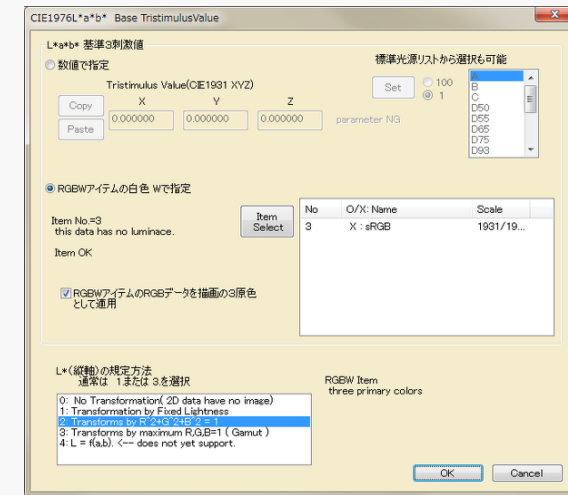 CIE1976L*a*b* Base TristimulusValue
L*a*b* 基準3刺激値
数値で指定
標準光源リストから選択も可能
Tristimulus Value(CIE1931 XYZ)
X Y Z
Copy
Paste
0.000000 0.000000 0.000000
parameter NG
Set
100
1
A
B
C
D50
D55
D65
D75
D93
RGBWアイテムの白色 Wで指定
Item No.=3
this data has no luminace.
Item OK
Item
Select
No O/X: Name Scale
3 X : sRGB 1931/19...
RGBWアイテムのRGBデータを描画の3原色
として適用
L*(縦軸)の規定方法
通常は 1.または 3.を選択
0: No Transformation( 2D data have no image)
1: Transformation by Fixed Lightness
2: Transforms by R^2+G^2+B^2 = 1
3: Transforms by maximum R,G,B=1 ( Gamut )
4: L = f(a,b). <-- does not yet support.
RGBW Item
three primary colors
OK Cancel